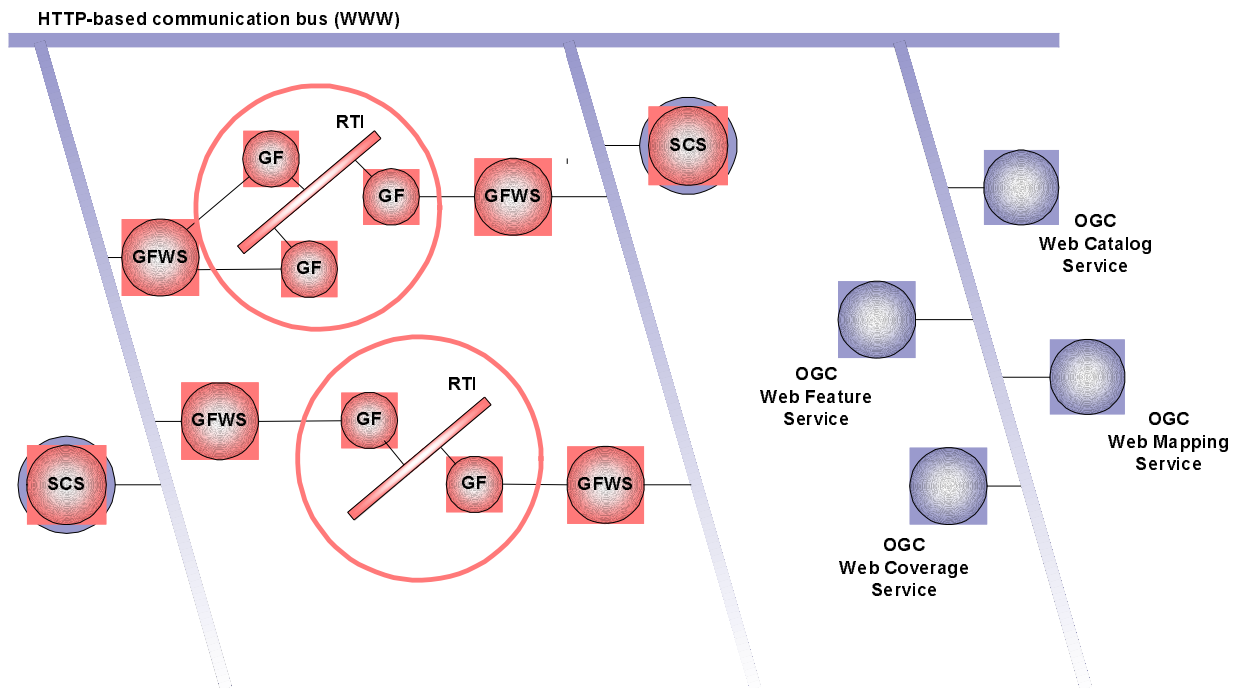 HTTP-based communication bus (WWW)
RTI
GF
GF
GFWS
GFWS
GF
SCS
OGC
Web Catalog
Service
OGC
Web Feature
Service
OGC
Web Mapping
Service
RTI
GFWS
GF
GF
GFWS
SCS
OGC
Web Coverage
Service